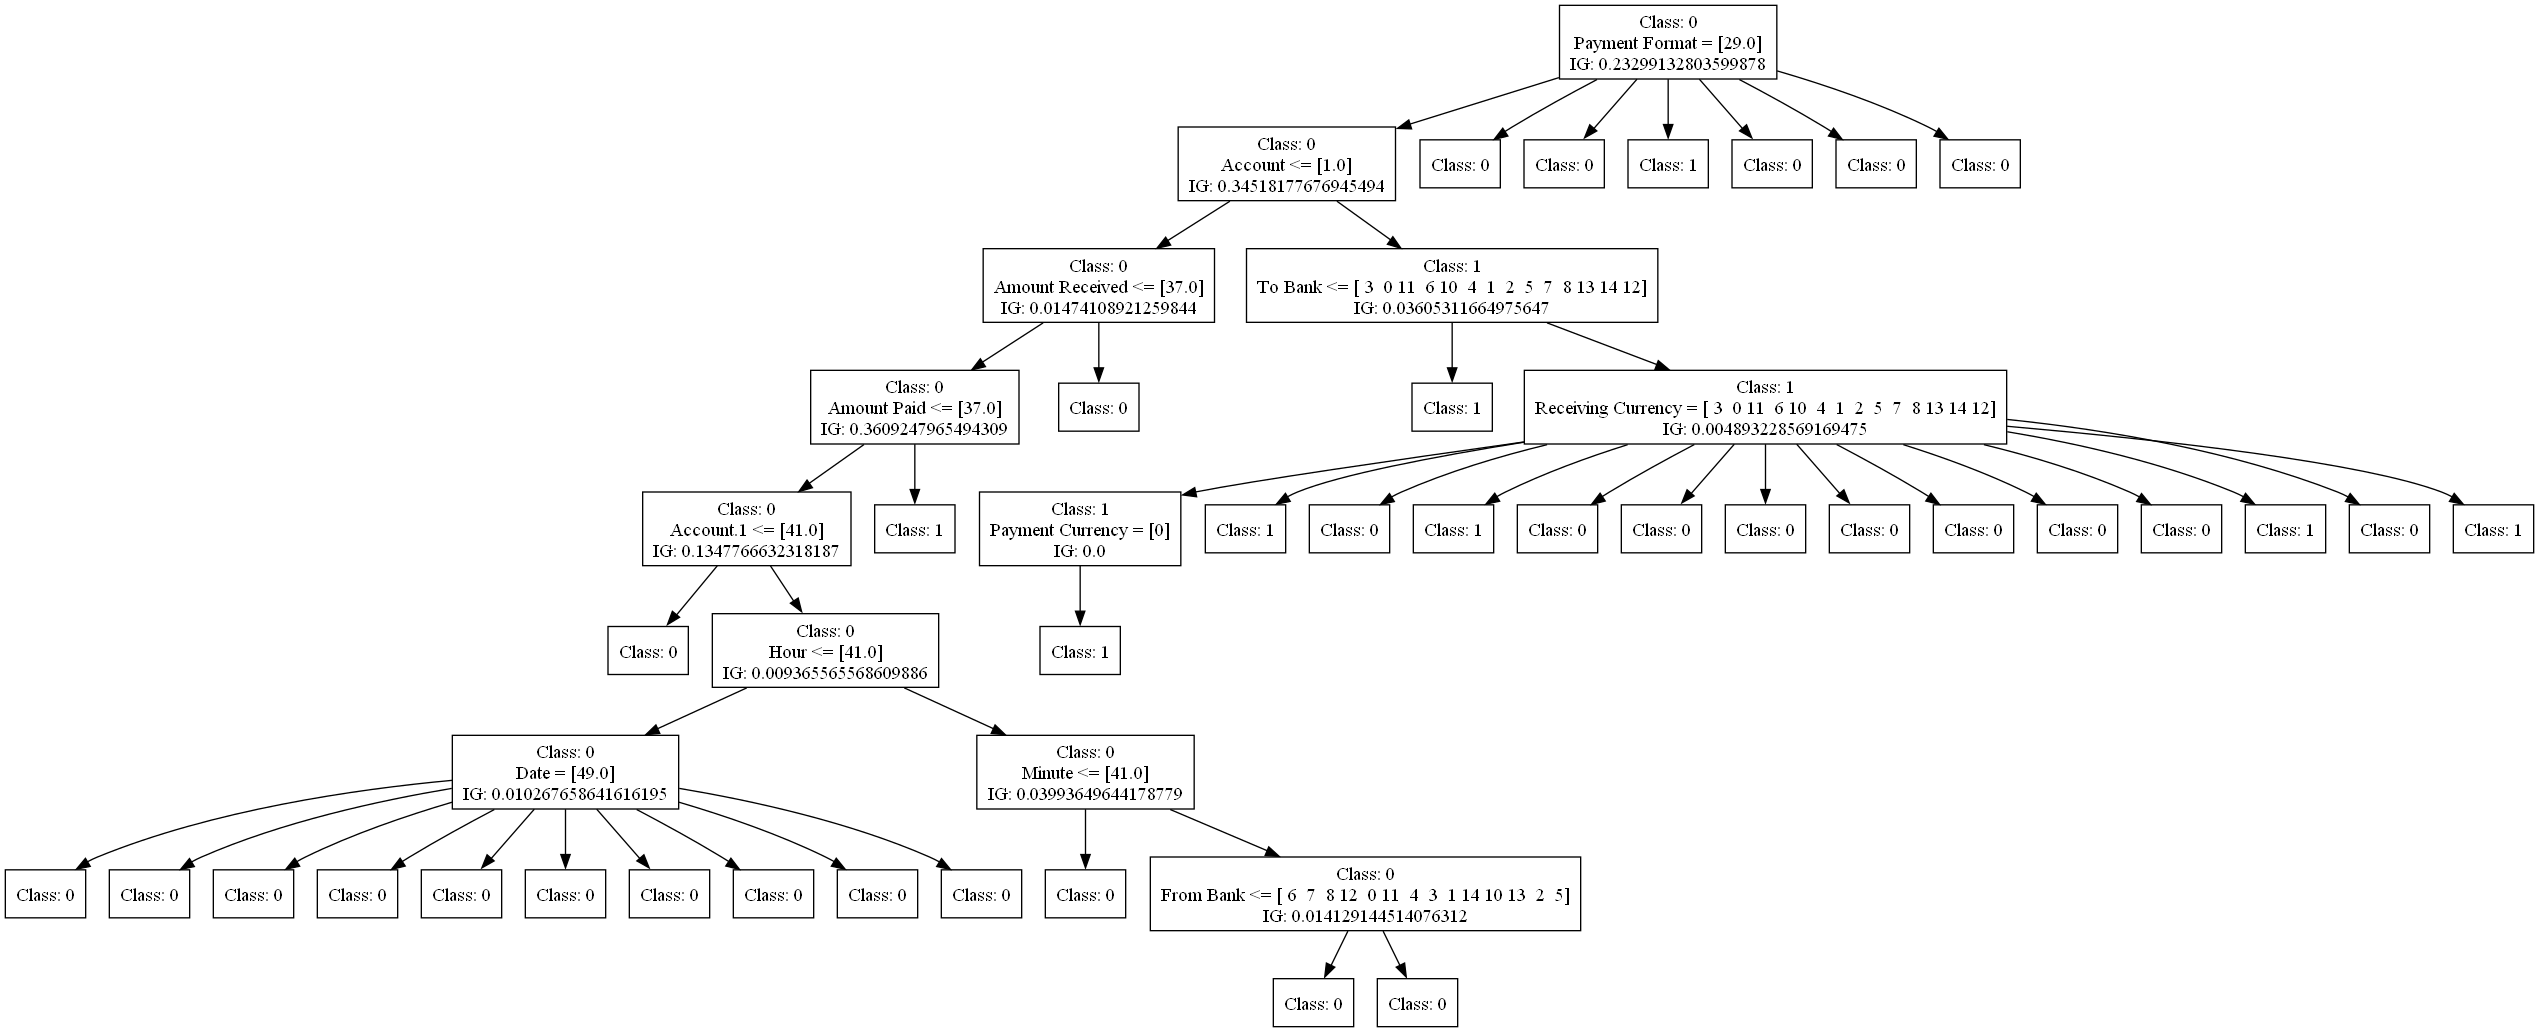 Class: 0
Payment Format = [29.0]
IG: 0.23299132803599878
Class: 0
Account <= [1.0]
IG: 0.34518177676945494
Class: 0
Class: 0
Class: 1
Class: 0
Class: 0
Class: 0
Class: 0
Amount Received <= [37.0]
IG: 0.01474108921259844
Class: 1
To Bank <= [ 3  0 11  6 10  4  1  2  5  7  8 13 14 12]
IG: 0.03605311664975647
Class: 0
Amount Paid <= [37.0]
IG: 0.3609247965494309
Class: 0
Class: 1
Class: 1
Receiving Currency = [ 3  0 11  6 10  4  1  2  5  7  8 13 14 12]
IG: 0.004893228569169475
Class: 0
Account.1 <= [41.0]
IG: 0.1347766632318187
Class: 1
Class: 1
Payment Currency = [0]
IG: 0.0
Class: 1
Class: 0
Class: 1
Class: 0
Class: 0
Class: 0
Class: 0
Class: 0
Class: 0
Class: 0
Class: 1
Class: 0
Class: 1
Class: 0
Class: 0
Hour <= [41.0]
IG: 0.009365565568609886
Class: 1
Class: 0
Date = [49.0]
IG: 0.010267658641616195
Class: 0
Minute <= [41.0]
IG: 0.03993649644178779
Class: 0
Class: 0
Class: 0
Class: 0
Class: 0
Class: 0
Class: 0
Class: 0
Class: 0
Class: 0
Class: 0
Class: 0
From Bank <= [ 6  7  8 12  0 11  4  3  1 14 10 13  2  5]
IG: 0.014129144514076312
Class: 0
Class: 0